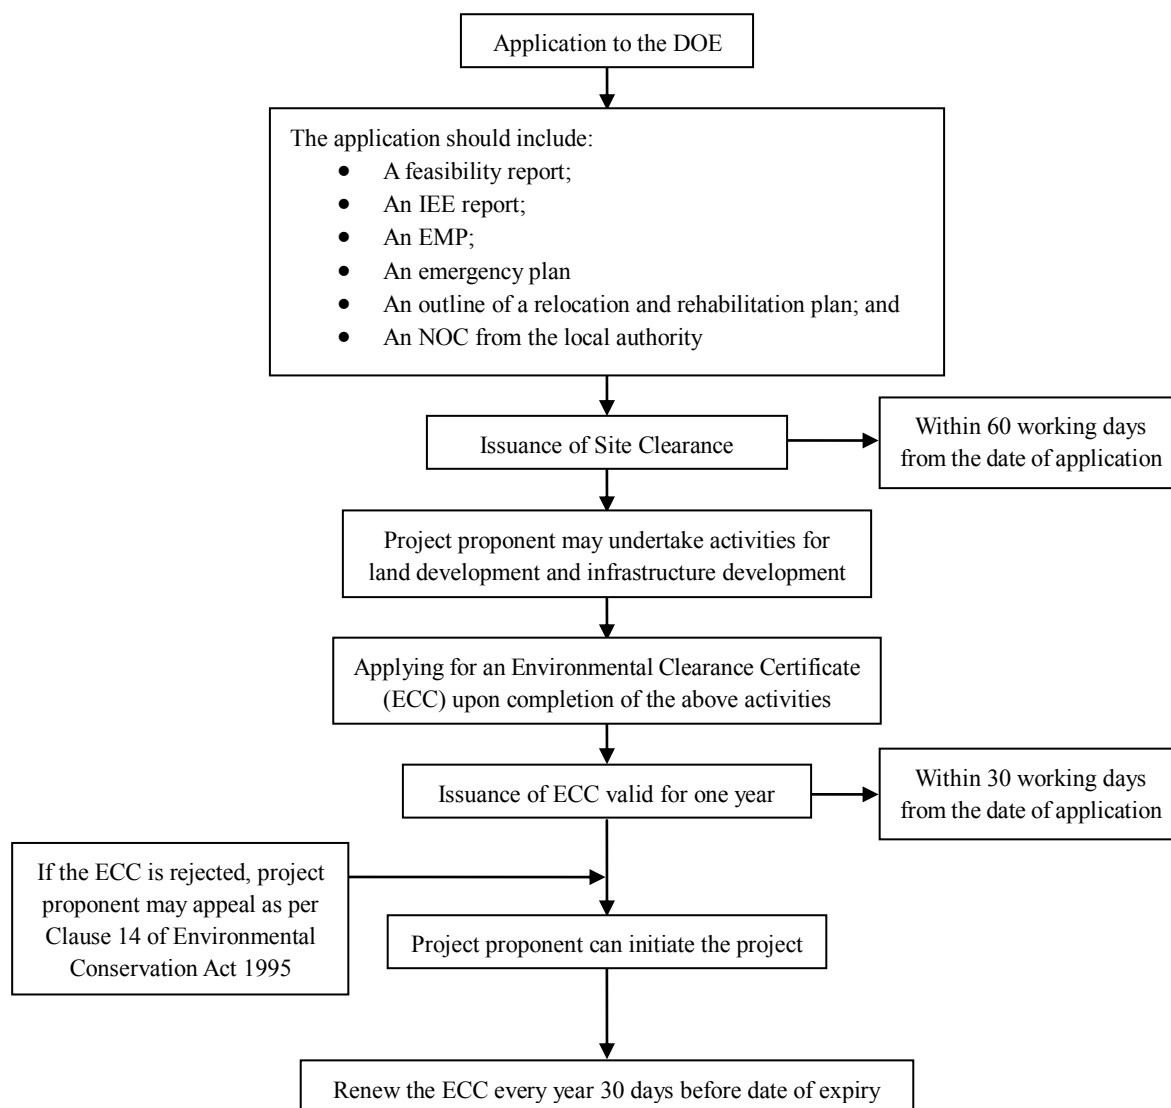 Application to the DOE
The application should include:
• A feasibility report;
• An IEE report;
• An EMP;
• An emergency plan
• An outline of a relocation and rehabilitation plan; and
• An NOC from the local authority
Issuance of Site Clearance
Within 60 working days
from the date of application
Project proponent may undertake activities for
land development and infrastructure development
Applying for an Environmental Clearance Certificate
(ECC) upon completion of the above activities
Issuance of ECC valid for one year
Within 30 working days
from the date of application
If the ECC is rejected, project
proponent may appeal as per
Clause 14 of Environmental
Conservation Act 1995
Project proponent can initiate the project
Renew the ECC every year 30 days before date of expiry